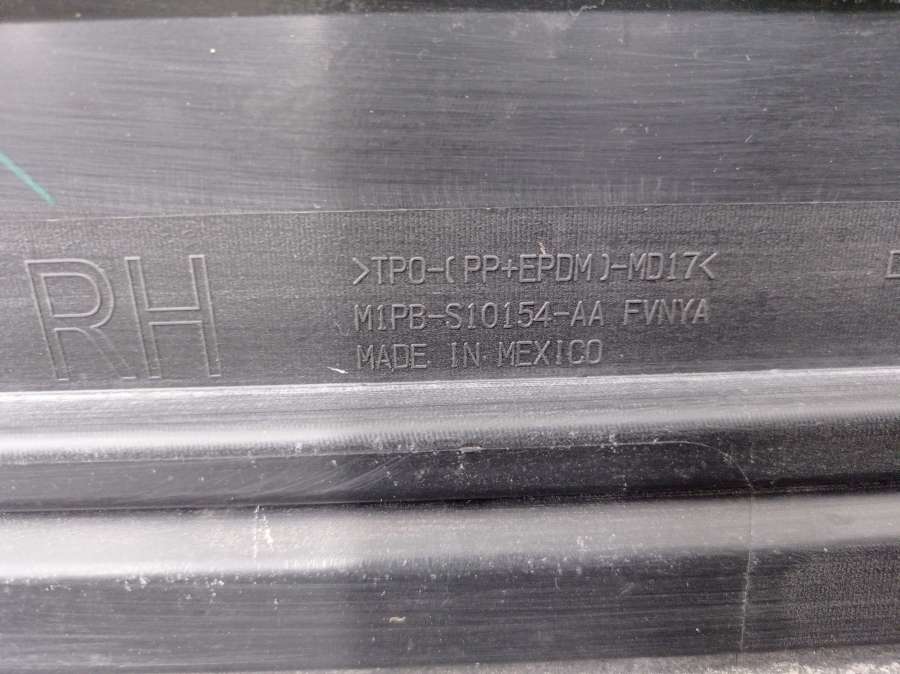 RH
>TPO-(PP+EPDM)-MD17<
M1PB-S10154-AA FVNYA
MADE IN MEXICO